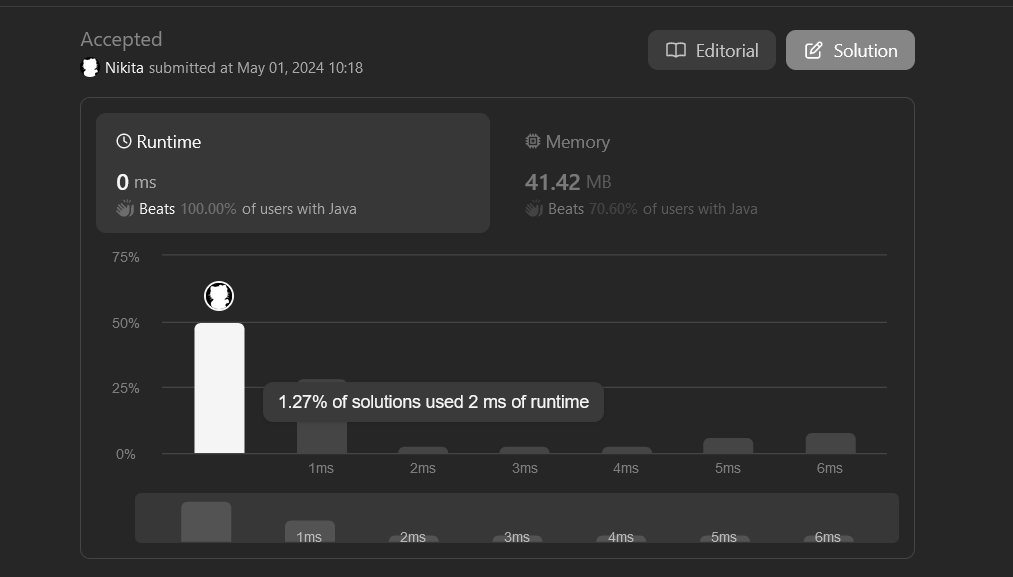 Accepted
Nikita submitted at May 01, 2024 10:18
Editorial
Solution
Runtime
0 ms
Beats 100.00% of users with Java
Memory
41.42 MB
Beats 70.60% of users with Java
75%
50%
25%
0%
1.27% of solutions used 2 ms of runtime
1ms 2ms 3ms 4ms 5ms 6ms
1ms 2ms 3ms 4ms 5ms 6ms